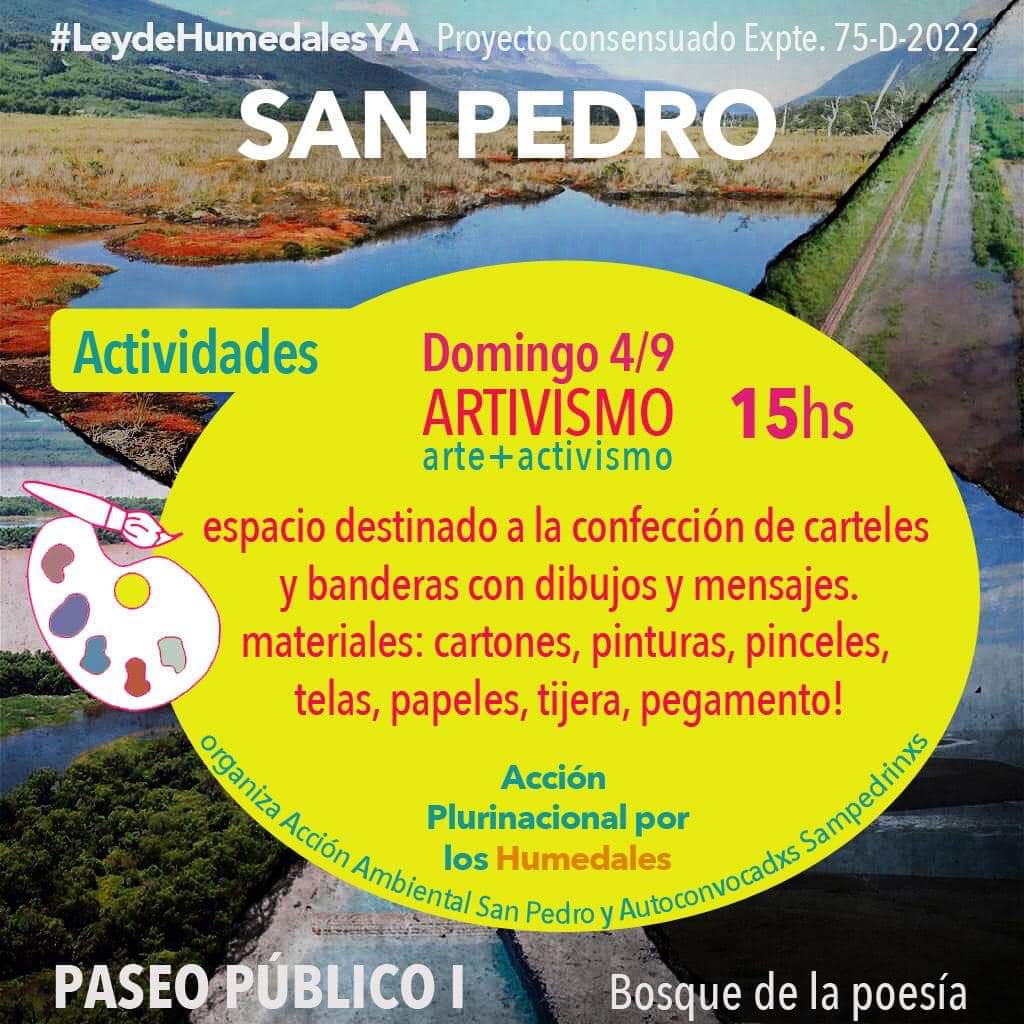 #LeydeHumedalesYA Proyecto consensuado Expte. 75-D-2022
SAN PEDRO
Actividades
Domingo 4/9
ARTIVISMO
arte+activismo
15hs
espacio destinado a la confección de carteles
y banderas con dibujos y mensajes.
materiales: cartones, pinturas, pinceles,
telas, papeles, tijera, pegamento!
Acción
Plurinacional por
los Humedales
organiza Acción Ambiental San Pedro y Autoconvocadxs Sampedrinxs
PASEO PÚBLICO I
Bosque de la poesía